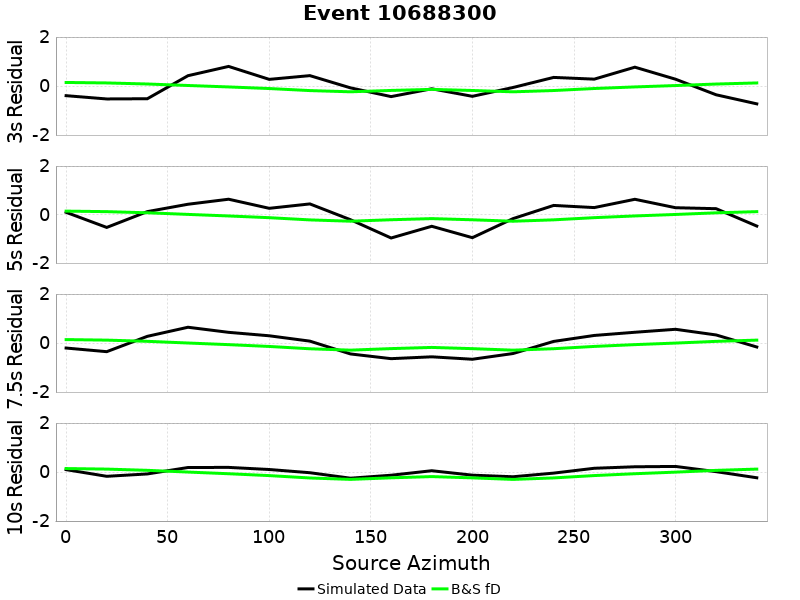 Event 10688300
3s Residual
2
0
-2
5s Residual
2
0
-2
7.5s Residual
2
0
-2
10s Residual
2
0
-2
0 50 100 150 200 250 300
Source Azimuth
Simulated Data B&S fD